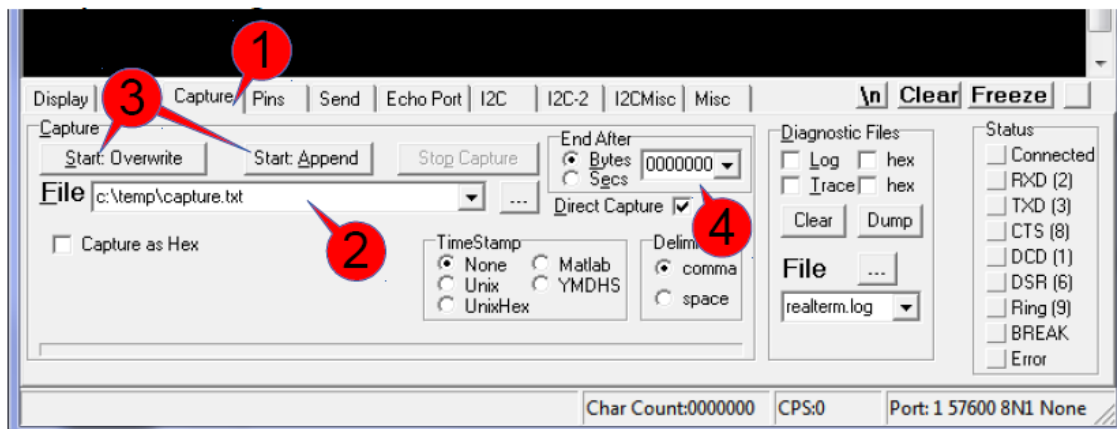 1
Display 3 Capture Pins Send Echo Port I2C I2C-2 I2CMisc Misc \n Clear Freeze
Capture
Start: Overwrite Start: Append Stop Capture
End After
Bytes
Secs
0000000
File c:\temp\capture.txt ...
Direct Capture
2
4
Capture as Hex
TimeStamp
None Matlab
Unix YMDHS
UnixHex
comma
space
Diagnostic Files
Log hex
Trace hex
Clear Dump
File ...
realterm.log
Status
Connected
RXD (2)
TXD (3)
CTS (8)
DCD (1)
DSR (6)
Ring (9)
BREAK
Error
Char Count:0000000 CPS:0 Port: 1 57600 8N1 None